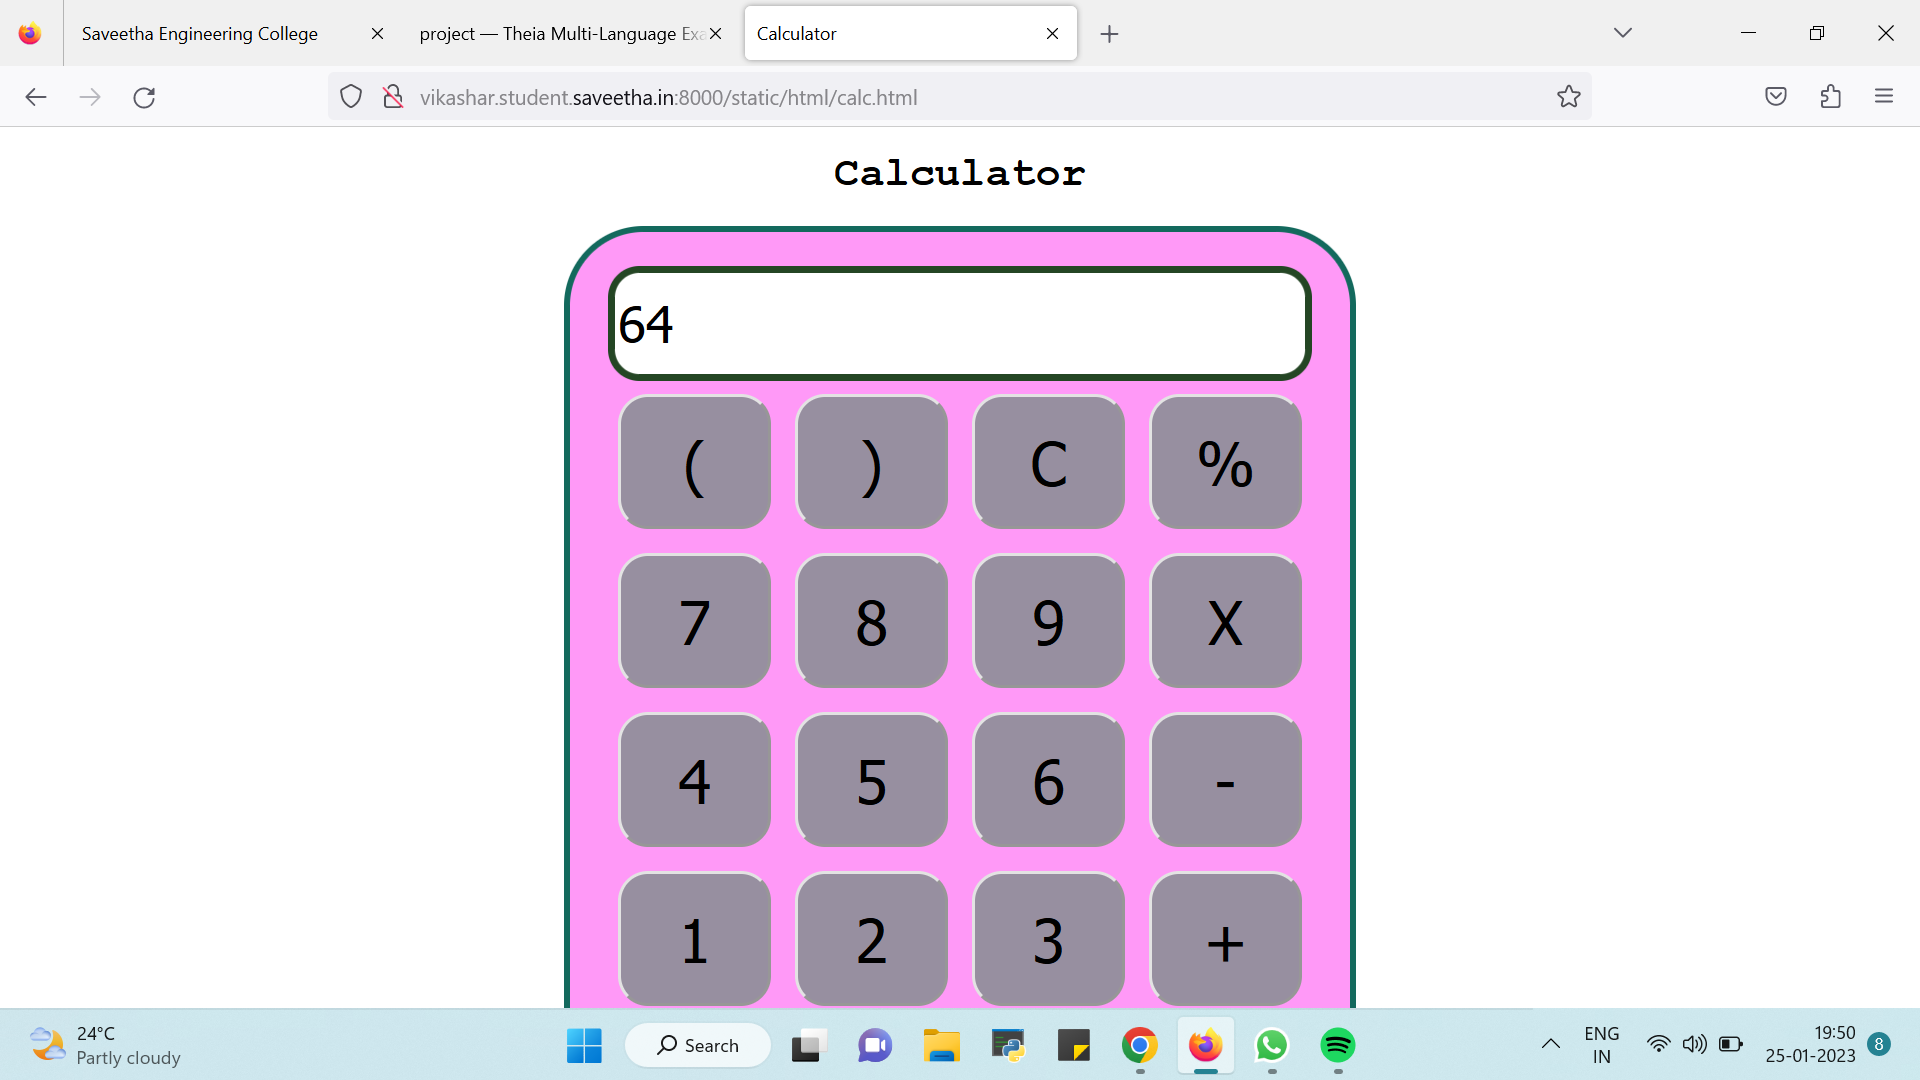 Saveetha Engineering College
project — Theia Multi-Language Exa
Calculator
vikashar.student.saveetha.in:8000/static/html/calc.html
Calculator
64
( ) C %
7 8 9 X
4 5 6 -
1 2 3 +
24°C
Partly cloudy
Search
ENG
IN
19:50
25-01-2023
8